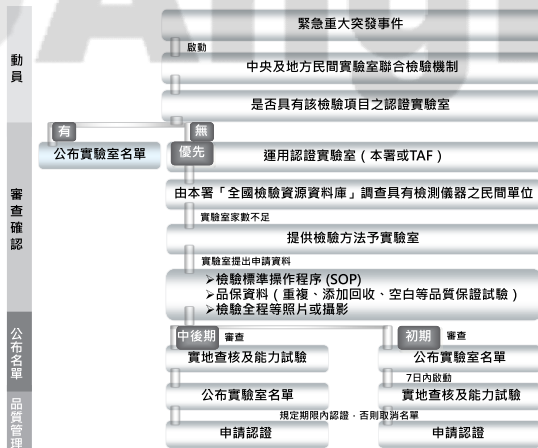 動員
緊急重大突發事件
啟動
中央及地方民間實驗室聯合檢驗機制
是否具有該檢驗項目之認證實驗室
審查確認
有
公布實驗室名單
無
優先
運用認證實驗室（本署或TAF）
由本署「全國檢驗資源資料庫」調查具有檢測儀器之民間單位
實驗室家數不足
提供檢驗方法予實驗室
實驗室提出申請資料
➢檢驗標準操作程序 (SOP)
➢品保資料（重複、添加回收、空白等品質保證試驗）
➢檢驗全程等照片或攝影
公布名單
中後期 審查
實地查核及能力試驗
公布實驗室名單
初期 審查
公布實驗室名單
7日內啟動
實地查核及能力試驗
品質管理
規定期限內認證，否則取消名單
申請認證
申請認證